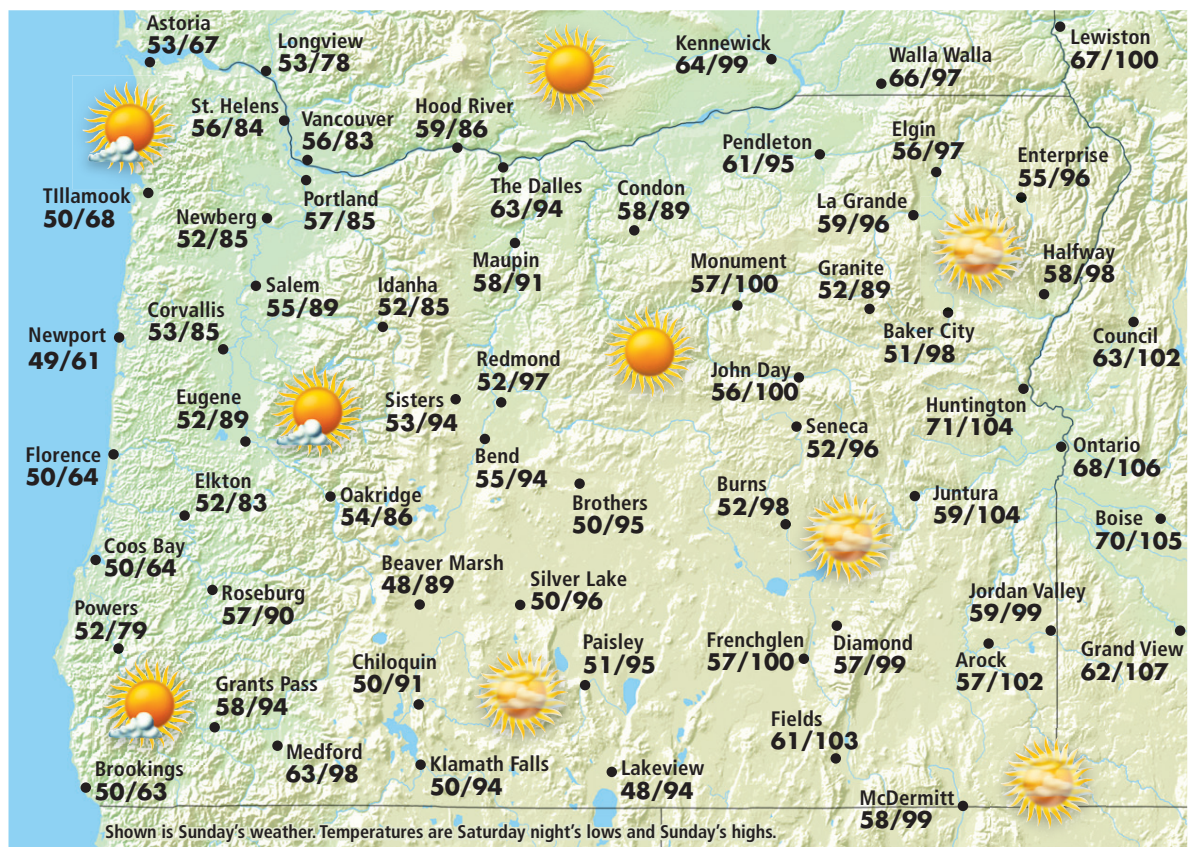 Astoria
53/67
Longview
53/78
Kennewick
64/99
Walla Walla
66/97
Lewiston
67/100
St. Helens
56/84
Vancouver
56/83
Hood River
59/86
Pendleton
61/95
Elgin
56/97
Enterprise
55/96
TIllamook
50/68
Newberg
52/85
Portland
57/85
The Dalles
63/94
Condon
58/89
La Grande
59/96
Maupin
58/91
Monument
57/100
Granite
52/89
Halfway
58/98
Salem
55/89
Idanha
52/85
Corvallis
53/85
Newport
49/61
Baker City
51/98
Council
63/102
Redmond
52/97
John Day
56/100
Eugene
52/89
Sisters
53/94
Huntington
71/104
Seneca
52/96
Florence
50/64
Bend
55/94
Ontario
68/106
Elkton
52/83
Oakridge
54/86
Brothers
50/95
Burns
52/98
Juntura
59/104
Boise
70/105
Coos Bay
50/64
Beaver Marsh
48/89
Silver Lake
50/96
Roseburg
57/90
Jordan Valley
59/99
Powers
52/79
Paisley
51/95
Frenchglen
57/100
Diamond
57/99
Arock
57/102
Grand View
62/107
Chiloquin
50/91
Grants Pass
58/94
Fields
61/103
Medford
63/98
Klamath Falls
50/94
Lakeview
48/94
Brookings
50/63
McDermitt
58/99
Shown is Sunday's weather. Temperatures are Saturday night's lows and Sunday's highs.